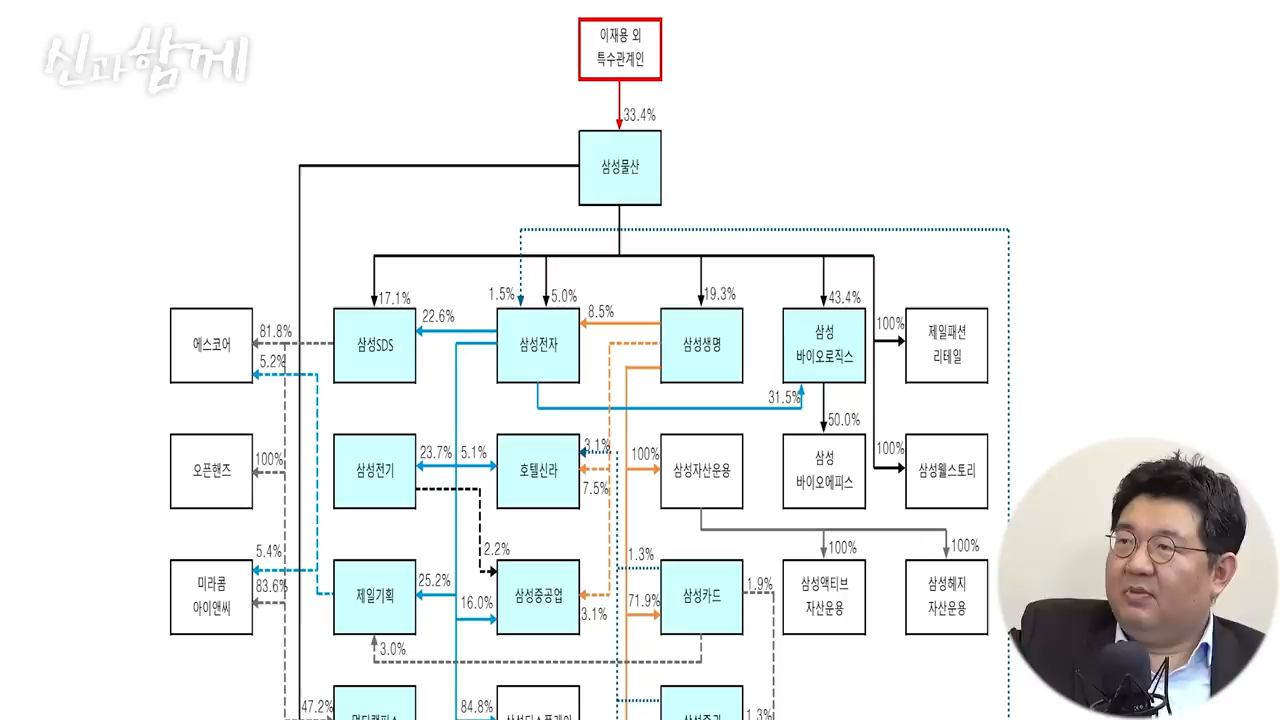 신과함께
이재용 외
특수관계인
33.4%
삼성물산
17.1%
1.5%
5.0%
19.3%
43.4%
에스코어
81.8%
5.2%
삼성SDS
22.6%
삼성전자
8.5%
삼성생명
삼성
바이오로직스
31.5%
100%
제일패션
리테일
50.0%
오픈핸즈
100%
삼성전기
23.7%
5.1%
호텔신라
3.1%
7.5%
100%
삼성자산운용
삼성
바이오에피스
100%
삼성웰스토리
미라콤
아이앤씨
5.4%
83.6%
제일기획
25.2%
16.0%
2.2%
삼성중공업
3.1%
1.3%
71.9%
삼성카드
1.9%
100%
삼성액티브
자산운용
100%
삼성헤지
자산운용
3.0%
47.2%
84.8%
1.3%